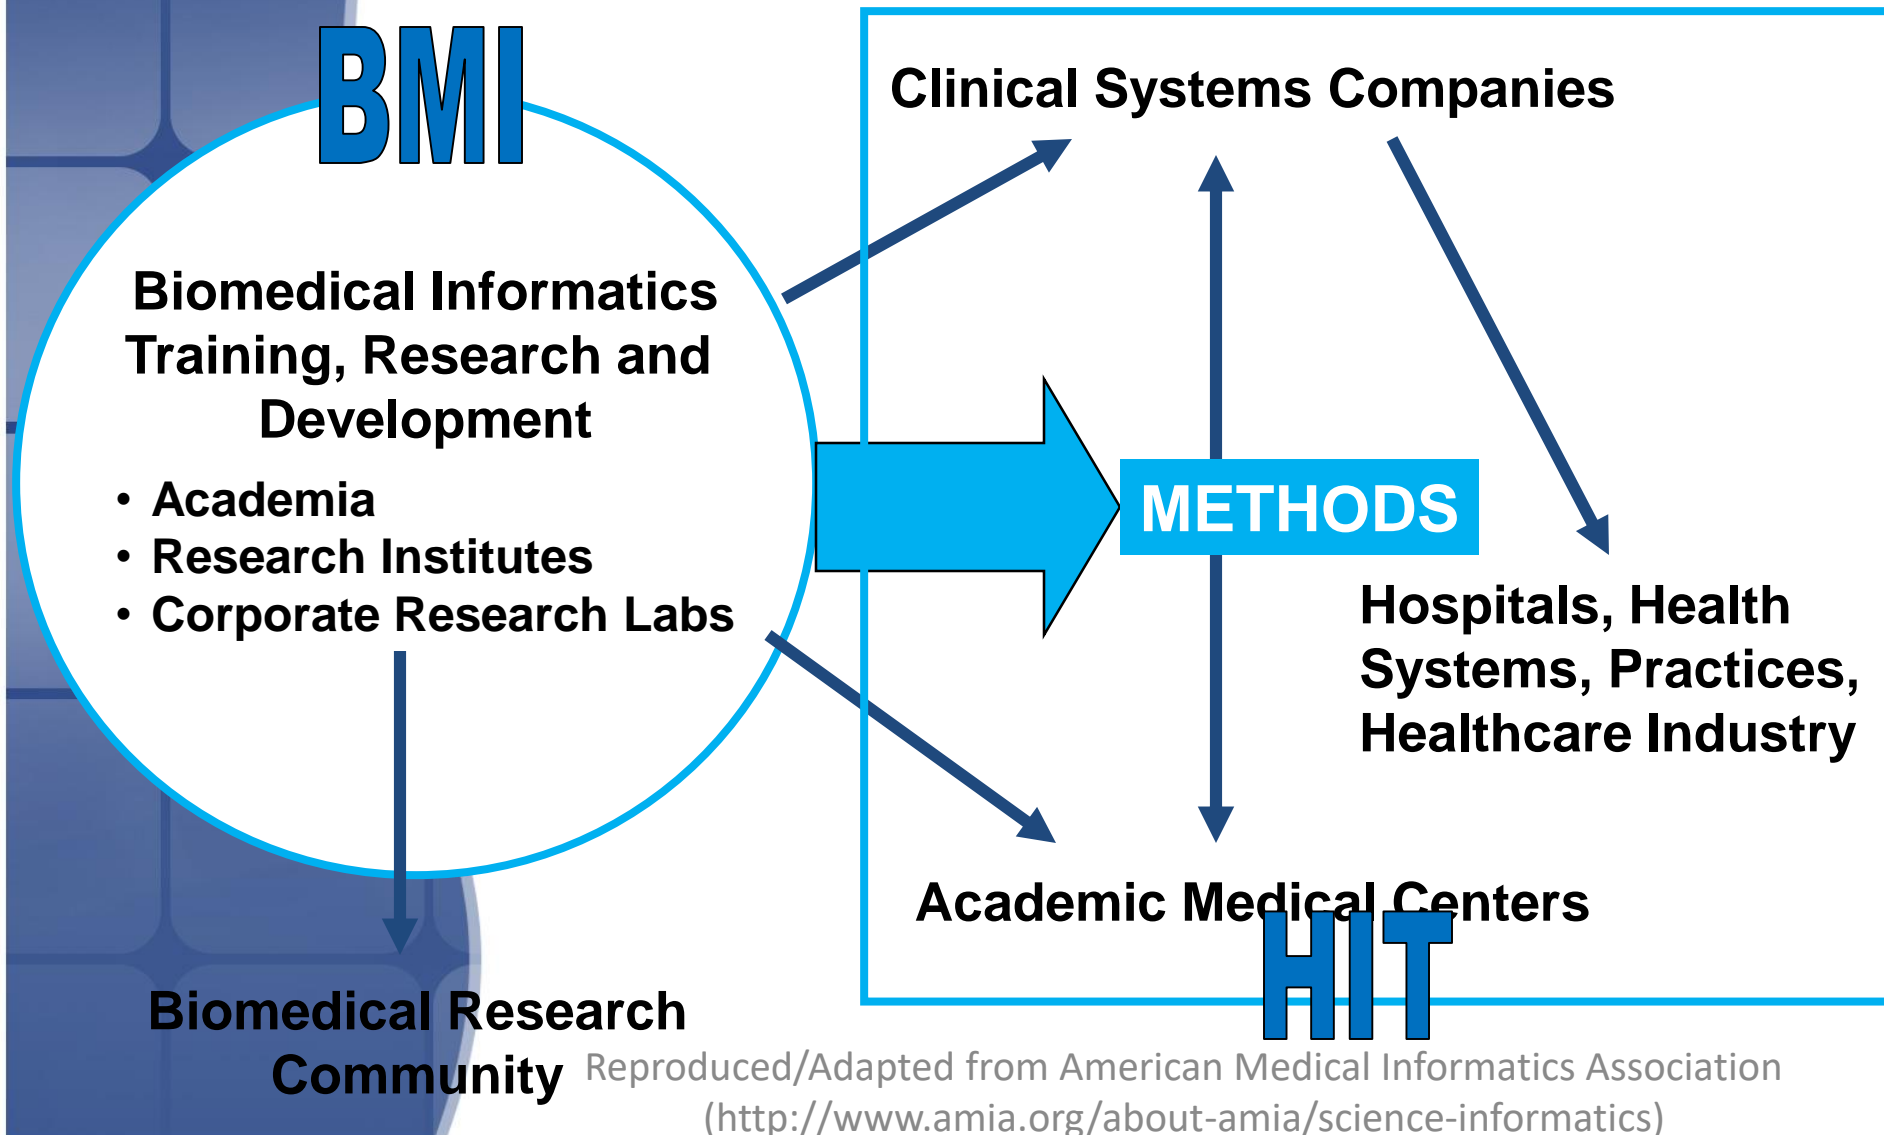 BMI
Biomedical Informatics
Training, Research and
Development
• Academia
• Research Institutes
• Corporate Research Labs
Biomedical Research
Community
Clinical Systems Companies
METHODS
Hospitals, Health
Systems, Practices,
Healthcare Industry
Academic Medical Centers
HIT
Reproduced/Adapted from American Medical Informatics Association
(http://www.amia.org/about-amia/science-informatics)